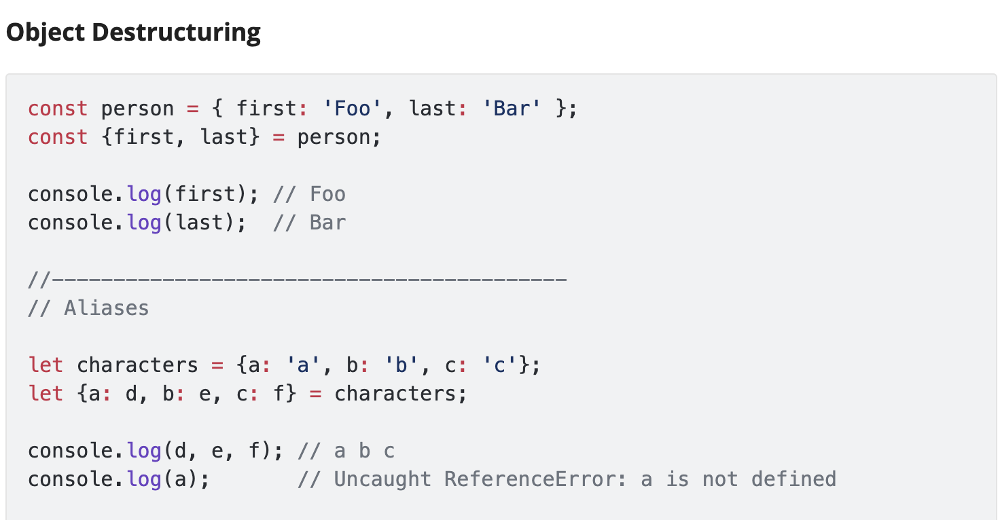 Object Destructuring
const person = { first: 'Foo', last: 'Bar' };
const {first, last} = person;
console.log(first); // Foo
console.log(last);  // Bar
//------------------------------------------
// Aliases
let characters = {a: 'a', b: 'b', c: 'c'};
let {a: d, b: e, c: f} = characters;
console.log(d, e, f); // a b c
console.log(a);       // Uncaught ReferenceError: a is not defined